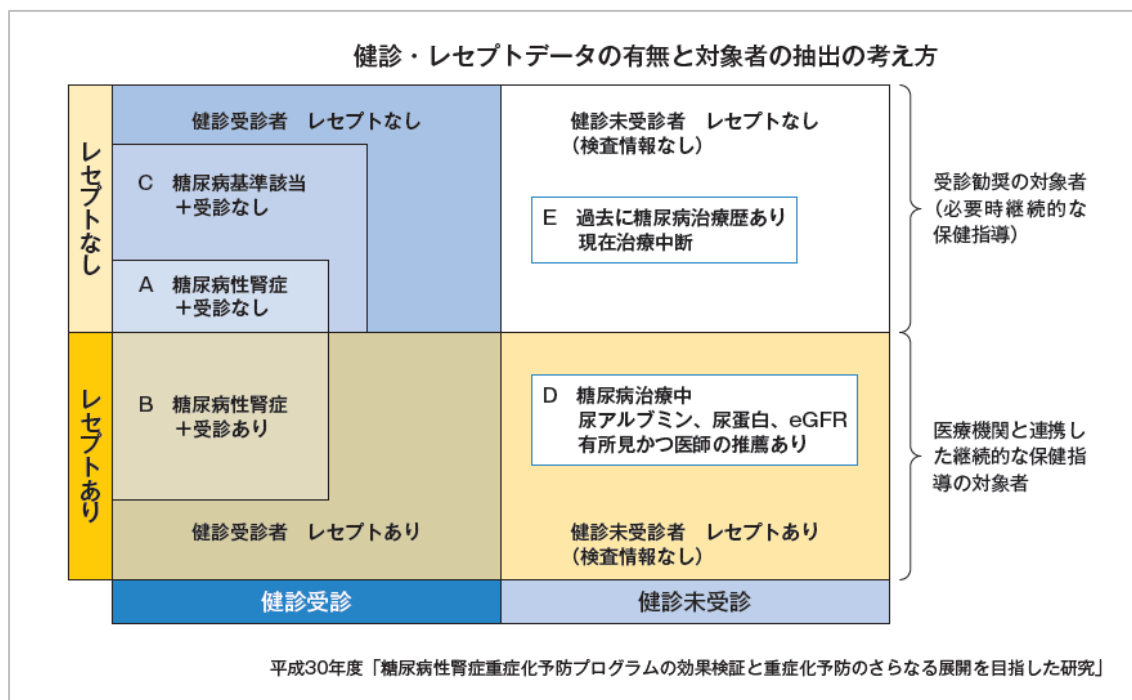 健診・レセプトデータの有無と対象者の抽出の考え方
レセプトなし
健診受診者　レセプトなし
C　糖尿病基準該当
＋受診なし
A　糖尿病性腎症
＋受診なし
健診未受診者　レセプトなし
（検査情報なし）
E　過去に糖尿病治療歴あり
現在治療中断
受診勧奨の対象者
（必要時継続的な
保健指導）
レセプトあり
B　糖尿病性腎症
＋受診あり
健診受診者　レセプトあり
D　糖尿病治療中
尿アルブミン、尿蛋白、eGFR
有所見かつ医師の推薦あり
健診未受診者　レセプトあり
（検査情報なし）
医療機関と連携し
た継続的な保健指
導の対象者
健診受診
健診未受診
平成30年度「糖尿病性腎症重症化予防プログラムの効果検証と重症化予防のさらなる展開を目指した研究」